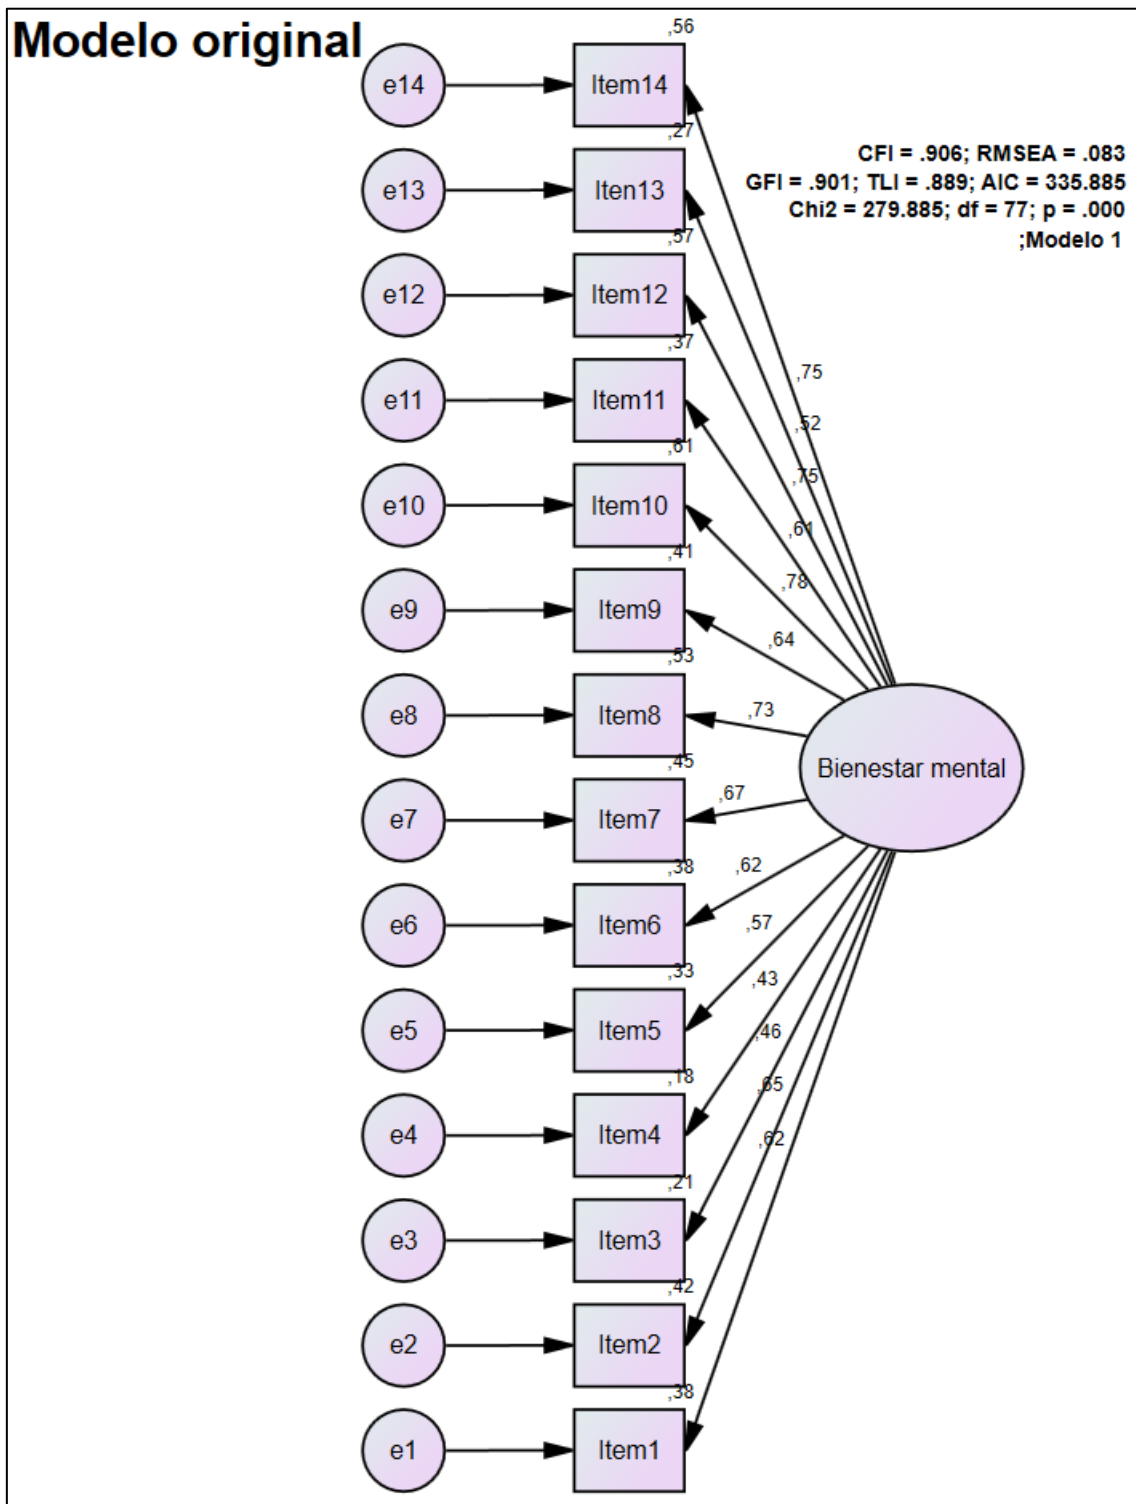 Modelo original
,56
e14
Item14
CFI = .906; RMSEA = .083
GFI = .901; TLI = .889; AIC = 335.885
Chi2 = 279.885; df = 77; p = .000
;Modelo 1
,27
e13
Iten13
,57
e12
Item12
,37
e11
Item11
,61
e10
Item10
,41
e9
Item9
,53
e8
Item8
,45
e7
Item7
,38
e6
Item6
,33
e5
Item5
,18
e4
Item4
,21
e3
Item3
,42
e2
Item2
,38
e1
Item1
,75
,52
,75
,61
,78
,64
,73
,67
,62
,57
,43
,46
,65
,62
Bienestar mental